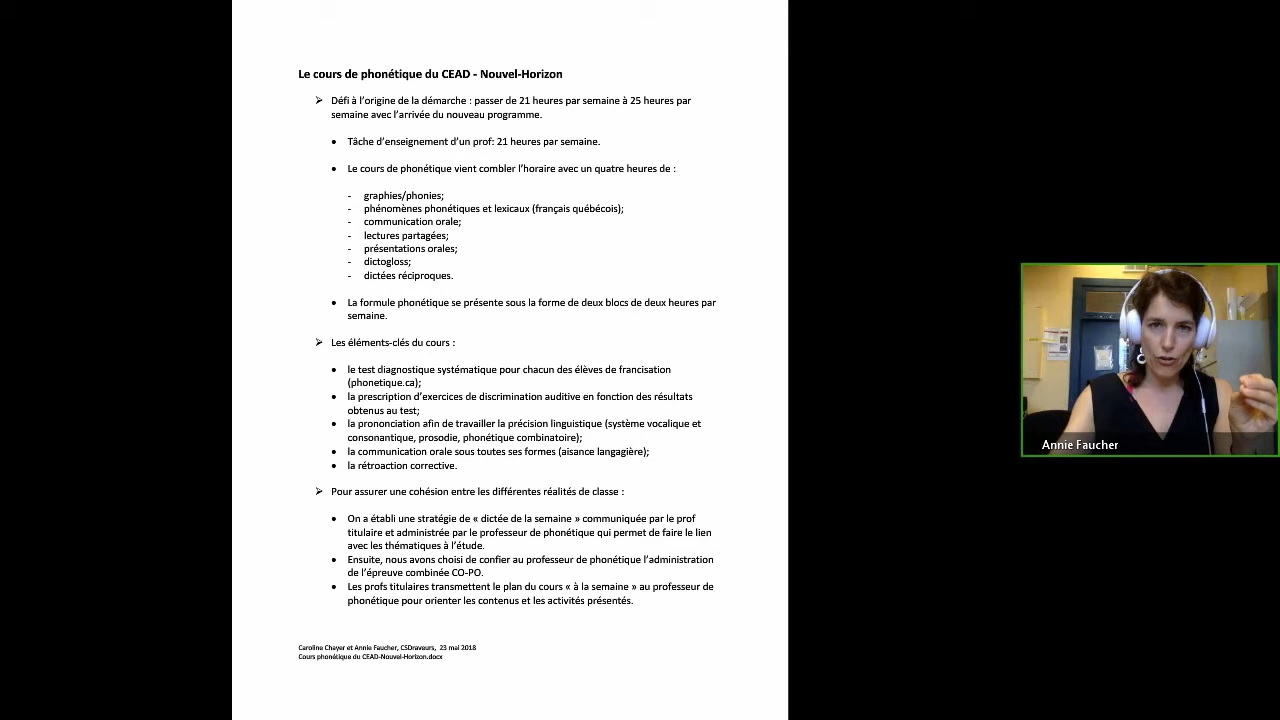 Le cours de phonétique du CEAD - Nouvel-Horizon
➢ Défi à l'origine de la démarche : passer de 21 heures par semaine à 25 heures par
semaine avec l'arrivée du nouveau programme.
• Tâche d'enseignement d'un prof: 21 heures par semaine.
• Le cours de phonétique vient combler l'horaire avec un quatre heures de :
- graphies/phonies;
- phénomènes phonétiques et lexicaux (français québécois);
- communication orale;
- lectures partagées;
- présentations orales;
- dictogloss;
- dictées réciproques.
• La formule phonétique se présente sous la forme de deux blocs de deux heures par
semaine.
➢ Les éléments-clés du cours :
• le test diagnostique systématique pour chacun des élèves de francisation
(phonetique.ca);
• la prescription d'exercices de discrimination auditive en fonction des résultats
obtenus au test;
• la prononciation afin de travailler la précision linguistique (système vocalique et
consonantique, prosodie, phonétique combinatoire);
• la communication orale sous toutes ses formes (aisance langagière);
• la rétroaction corrective.
➢ Pour assurer une cohésion entre les différentes réalités de classe :
• On a établi une stratégie de « dictée de la semaine » communiquée par le prof
titulaire et administrée par le professeur de phonétique qui permet de faire le lien
avec les thématiques à l'étude.
• Ensuite, nous avons choisi de confier au professeur de phonétique l'administration
de l'épreuve combinée CO-PO.
• Les profs titulaires transmettent le plan du cours « à la semaine » au professeur de
phonétique pour orienter les contenus et les activités présentés.
Caroline Chayer et Annie Faucher, CSDraveurs, 23 mai 2018
Cours phonétique du CEAD-Nouvel-Horizon.docx
Annie Faucher